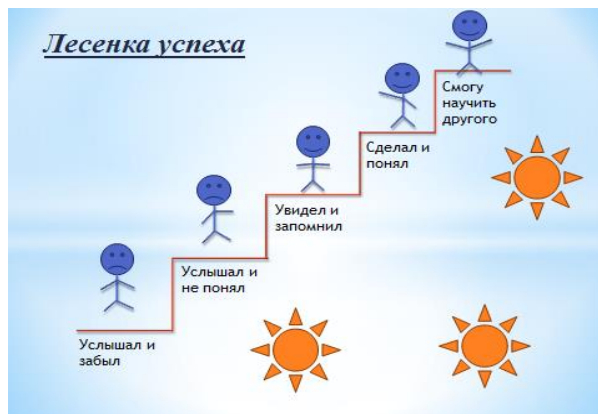 Лесенка успеха
Смогу
научить
другого
Сделал и
понял
Увидел и
запомнил
Услышал и
не понял
Услышал и
забыл